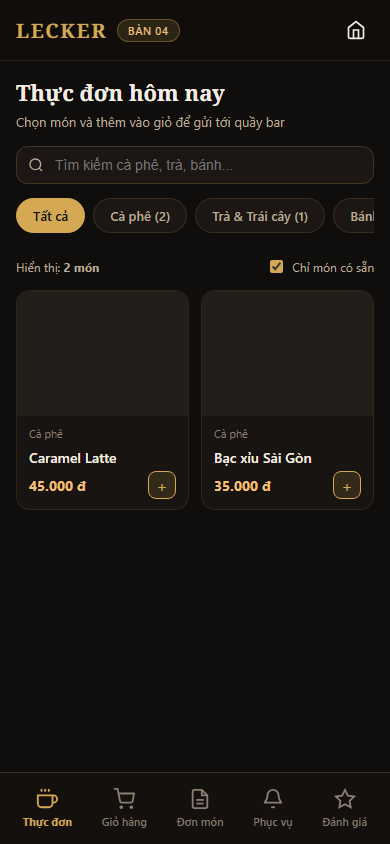 LECKER BÀN 04
Thực đơn hôm nay
Chọn món và thêm vào giỏ để gửi tới quầy bar
Tìm kiếm cà phê, trà, bánh...
Tất cả Cà phê (2) Trà & Trái cây (1) Bánh
Hiển thị: 2 món Chỉ món có sẵn
Cà phê Cà phê
Caramel Latte Bạc xỉu Sài Gòn
45.000 đ + 35.000 đ +
Thực đơn Giỏ hàng Đơn món Phục vụ Đánh giá